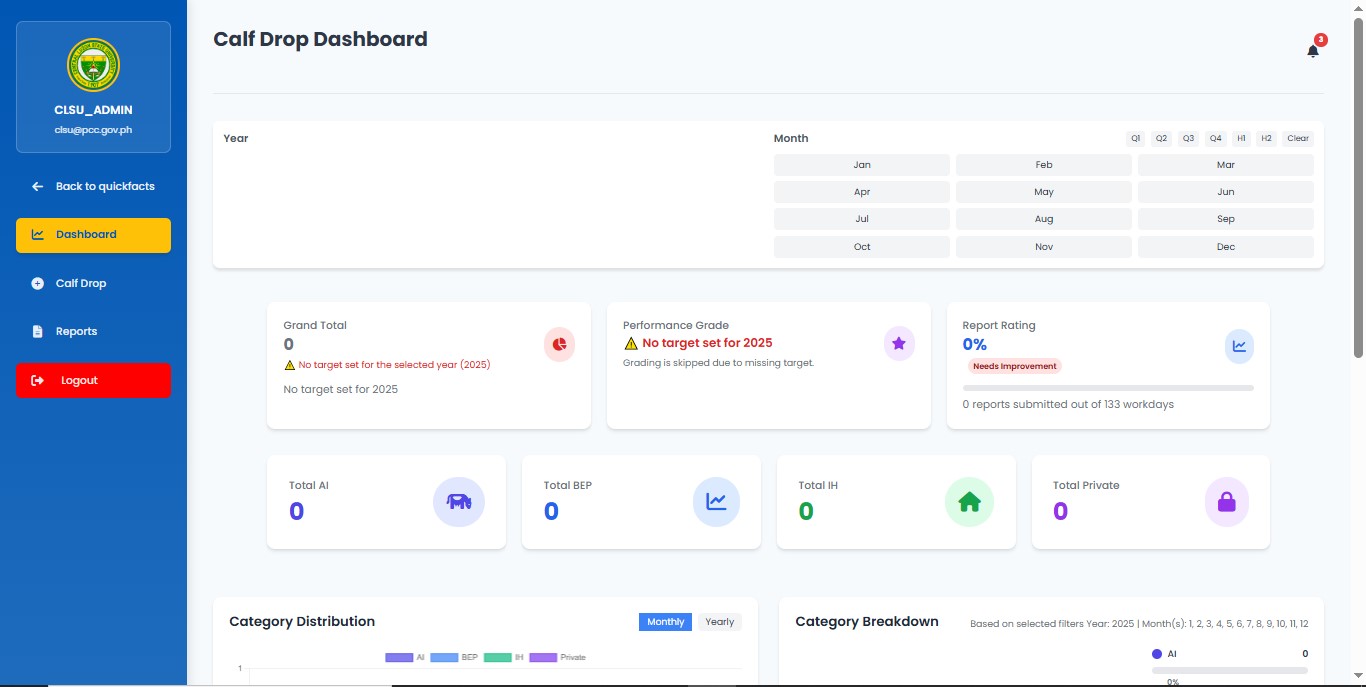 CLSU_ADMIN
clsu@pcc.gov.ph
Back to quickfacts
Dashboard
Calf Drop
Reports
Logout
Calf Drop Dashboard
3
Year
Month
Q1 Q2 Q3 Q4 H1 H2 Clear
Jan Feb Mar
Apr May Jun
Jul Aug Sep
Oct Nov Dec
Grand Total
0
No target set for the selected year (2025)
No target set for 2025
Performance Grade
No target set for 2025
Grading is skipped due to missing target.
Report Rating
0%
Needs Improvement
0 reports submitted out of 133 workdays
Total AI
0
Total BEP
0
Total IH
0
Total Private
0
Category Distribution
Monthly Yearly
AI BEP IH Private
1
Category Breakdown
Based on selected filters Year: 2025 | Month(s): 1, 2, 3, 4, 5, 6, 7, 8, 9, 10, 11, 12
AI 0
0%